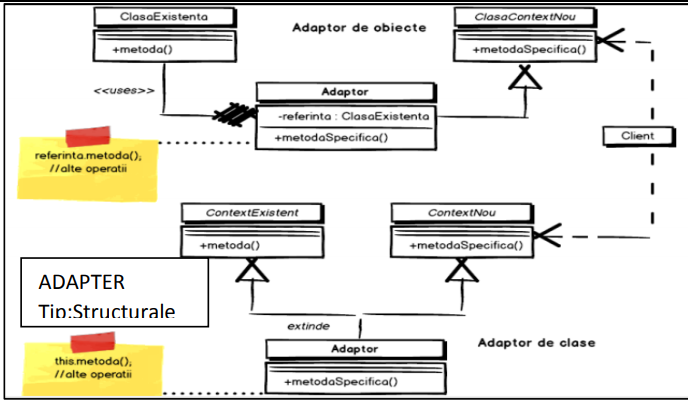 ClasaExistenta
+metoda()
Adaptor de obiecte
ClasaContextNou
+metodaSpecifica()
<<uses>>
Adaptor
-referinta : ClasaExistenta
+metodaSpecifica()
Client
referinta.metoda();
//alte operatii
ContextExistent
+metoda()
ContextNou
+metodaSpecifica()
ADAPTER
Tip:Structurale
extinde
Adaptor
+metodaSpecifica()
Adaptor de clase
this.metoda();
//alte operatii